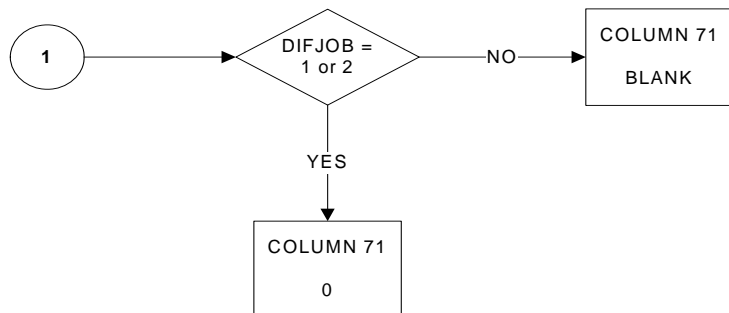 1
DIFJOB =
1 or 2
NO
COLUMN 71
BLANK
YES
COLUMN 71
0